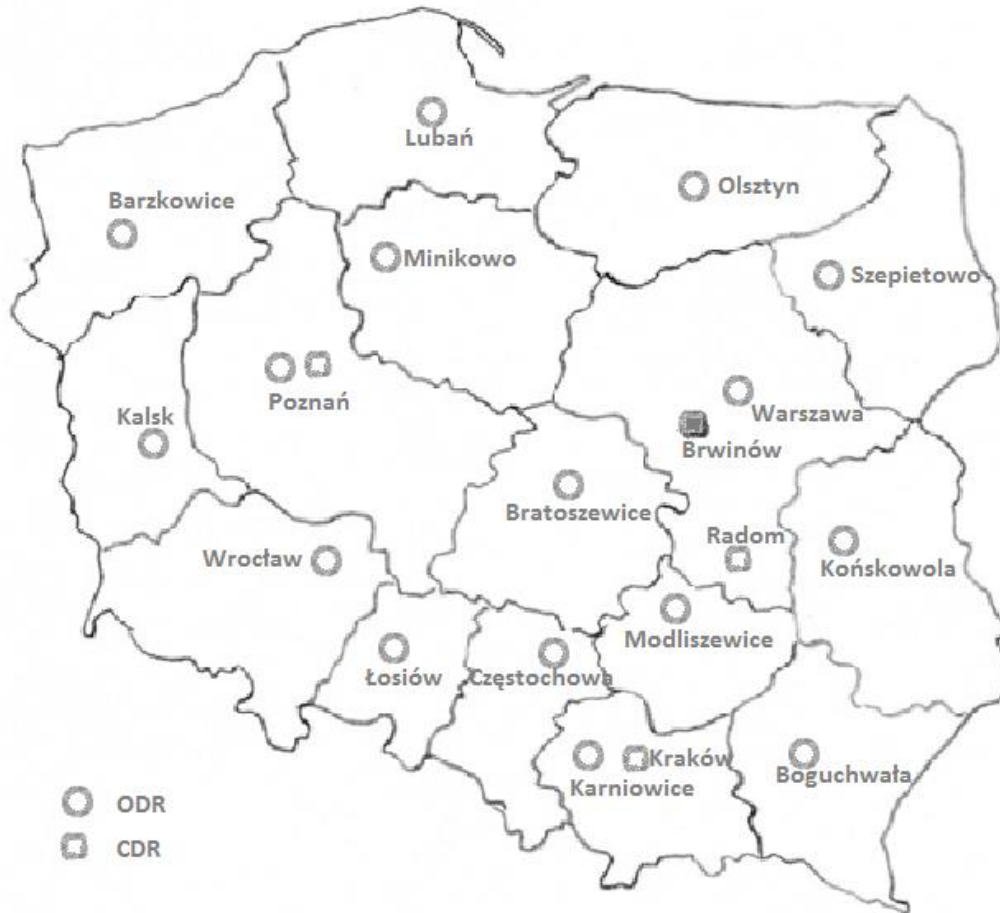 Lubań
Olsztyn
Barzkowice
Minikowo
Szepietowo
Poznań
Warszawa
Kalsk
Brwinów
Bratoszewice
Radom
Wrocław
Końskowola
Modliszewice
Łosiów
Częstochowa
Kraków
Karniowice
Boguchwała
ODR
CDR